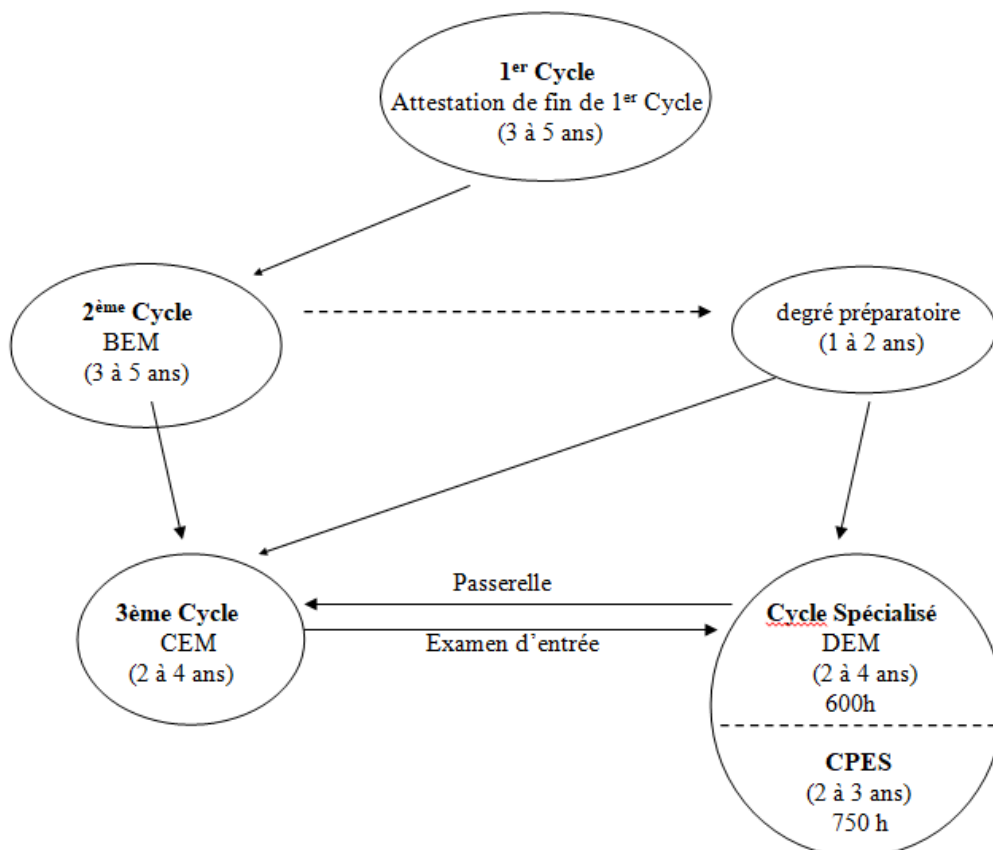 1er Cycle
Attestation de fin de 1er Cycle
(3 à 5 ans)
2ème Cycle
BEM
(3 à 5 ans)
degré préparatoire
(1 à 2 ans)
Passerelle
Examen d’entrée
3ème Cycle
CEM
(2 à 4 ans)
Cycle Spécialisé
DEM
(2 à 4 ans)
600h
CPES
(2 à 3 ans)
750 h